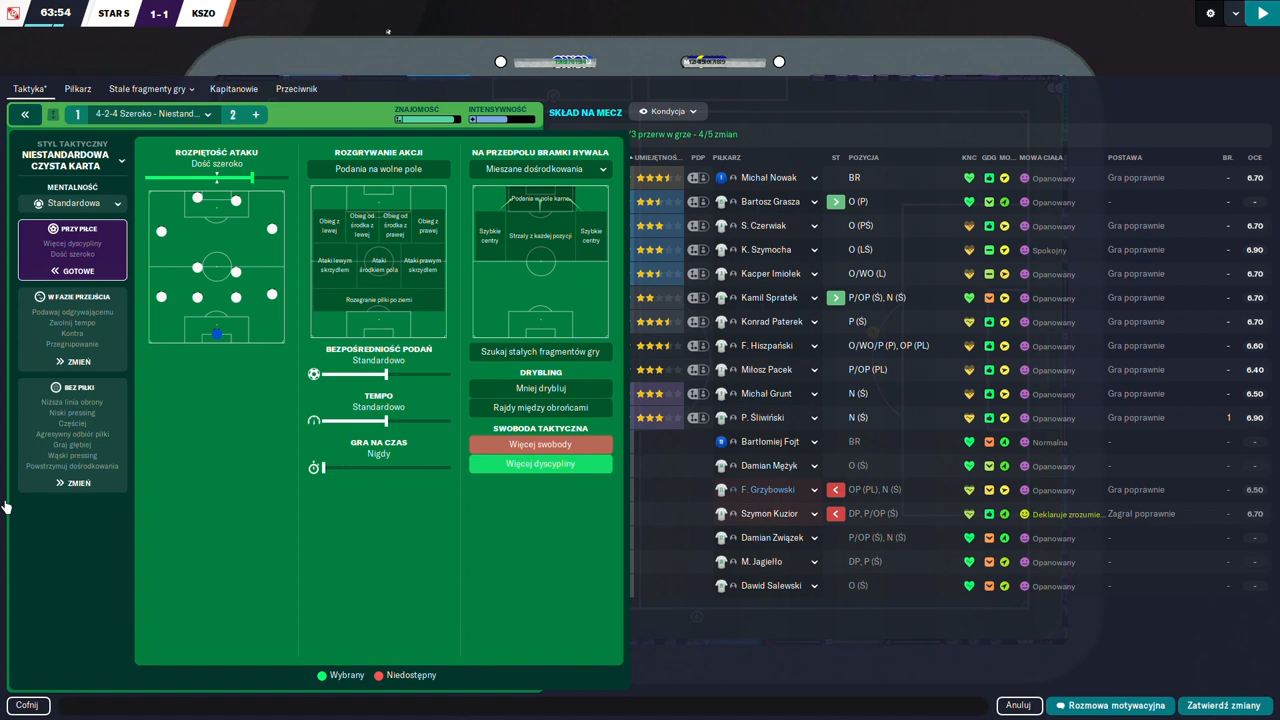 63:54 STAR S 1 - 1 KSZO
Taktyka* Piłkarz Stałe fragmenty gry Kapitanowie Przeciwnik
1 4-2-4 Szeroko - Niestand... 2 + ZNAJOMOŚĆ INTENSYWNOŚĆ SKŁAD NA MECZ Kondycja
/3 przerw w grze - 4/5 zmian
STYL TAKTYCZNY
NIESTANDARDOWA
CZYSTA KARTA
MENTALNOŚĆ
Standardowa
PRZY PIŁCE
Więcej dyscypliny
Dość szeroko
GOTOWE
W FAZIE PRZEJŚCIA
Podawaj odgrywającemu
Zwolnij tempo
Kontra
Przegrupowanie
ZMIEŃ
BEZ PIŁKI
Niższa linia obrony
Niski pressing
Częściej
Agresywny odbiór piłki
Graj głębiej
Wąski pressing
Powstrzymuj dośrodkowania
ZMIEŃ
ROZPIĘTOŚĆ ATAKU
Dość szeroko
ROZGRYWANIE AKCJI
Podania na wolne pole
Obieg z lewej
Obieg od środka z lewej
Obieg od środka z prawej
Obieg z prawej
Ataki lewym skrzydłem
Ataki środkiem pola
Ataki prawym skrzydłem
Rozegranie piłki po ziemi
BEZPOŚREDNIOŚĆ PODAŃ
Standardowo
TEMPO
Standardowo
GRA NA CZAS
Nigdy
NA PRZEDPOLU BRAMKI RYWALA
Mieszane dośrodkowania
Podania w pole karne
Szybkie centry
Strzały z każdej pozycji
Szybkie centry
Szukaj stałych fragmentów gry
DRYBLING
Mniej drybluj
Rajdy między obrońcami
SWOBODA TAKTYCZNA
Więcej swobody
Więcej dyscypliny
Wybrany Niedostępny
UMIEJĘTNOŚ... PDP PIŁKARZ ST POZYCJA KNC GDG MO... MOWA CIAŁA POSTAWA BR. OCE
1 Michał Nowak BR Opanowany Gra poprawnie - 6.70
Bartosz Grasza O (P) Opanowany Gra poprawnie - 6.70
S. Czerwiak O (PŚ) Opanowany Gra poprawnie - 6.70
K. Domočnoha O (LŚ) Spokojny Gra poprawnie - 6.90
Kacper Imiolek O/WO (L) Opanowany Gra poprawnie - 6.70
Kamil Sprasta P/OP (Ś), N (Ś) Opanowany Gra poprawnie - 6.70
Konrad Paterek P (Ś) Opanowany Gra poprawnie - 6.70
F. Hiszpański O/WO/P (P), OP (PL) Opanowany Gra poprawnie - 6.60
Miłosz Pacek P/OP (PL) Opanowany Gra poprawnie - 6.40
Michał Grunt N (Ś) Opanowany Gra poprawnie - 6.50
P. Śliwiński N (Ś) Opanowany Gra poprawnie 1 6.90
Bartłomiej Fojt BR Normalna - -
Damian Mężyk O (Ś) Opanowany - -
F. Grzybowski OP (PL), N (Ś) Opanowany Gra poprawnie - 6.50
Szymon Kuzior DP, P/OP (Ś) Deklaruje zrozumie... Zagrał poprawnie - 6.70
Damian Związek P/OP (Ś), N (Ś) Opanowany - -
M. Jagiełło DP, P (Ś) Opanowany - -
Dawid Salewski O (Ś) Opanowany - -
Cofnij Anuluj Rozmowa motywacyjna Zatwierdź zmiany